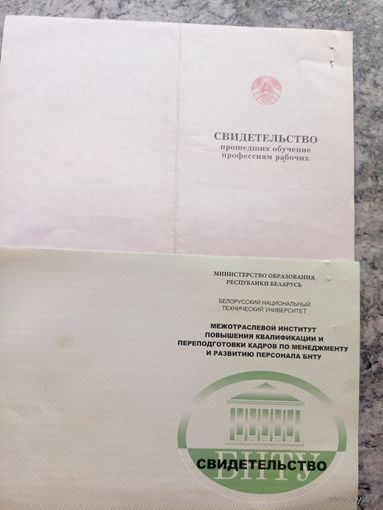 СВИДЕТЕЛЬСТВО
прошедших обучение
профессиям рабочих
МИНИСТЕРСТВО ОБРАЗОВАНИЯ
РЕСПУБЛИКИ БЕЛАРУСЬ
БЕЛОРУССКИЙ НАЦИОНАЛЬНЫЙ
ТЕХНИЧЕСКИЙ УНИВЕРСИТЕТ
МЕЖОТРАСЛЕВОЙ ИНСТИТУТ
ПОВЫШЕНИЯ КВАЛИФИКАЦИИ И
ПЕРЕПОДГОТОВКИ КАДРОВ ПО МЕНЕДЖМЕНТУ
И РАЗВИТИЮ ПЕРСОНАЛА БНТУ
БНТУ
СВИДЕТЕЛЬСТВО